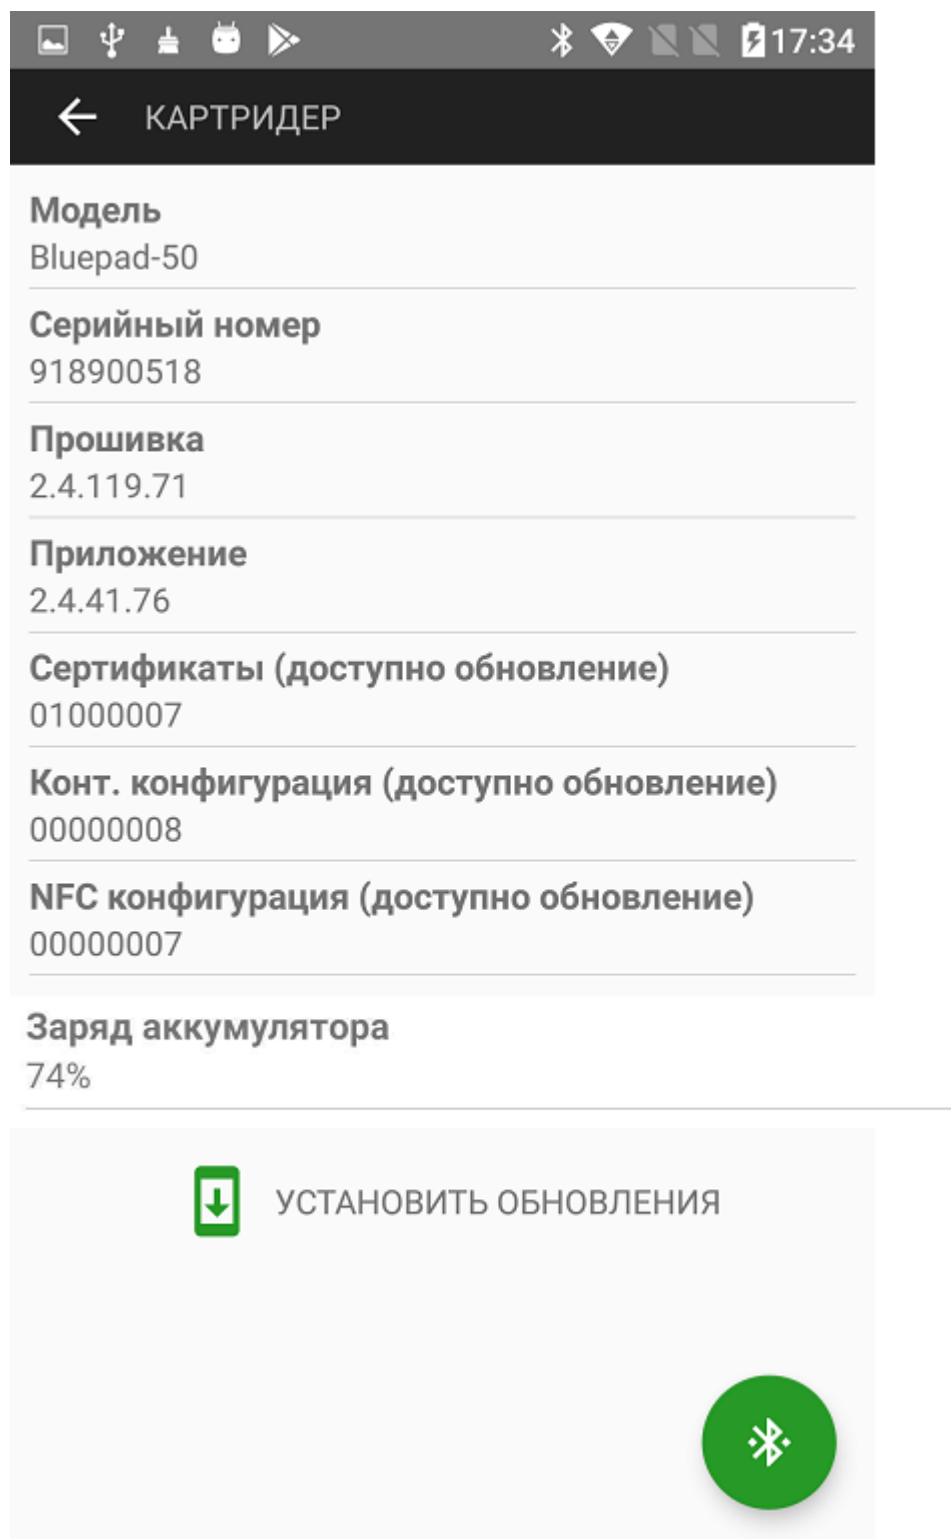 17:34
КАРТРИДЕР
Модель
Bluepad-50
Серийный номер
918900518
Прошивка
2.4.119.71
Приложение
2.4.41.76
Сертификаты (доступно обновление)
01000007
Конт. конфигурация (доступно обновление)
00000008
NFC конфигурация (доступно обновление)
00000007
Заряд аккумулятора
74%
УСТАНОВИТЬ ОБНОВЛЕНИЯ